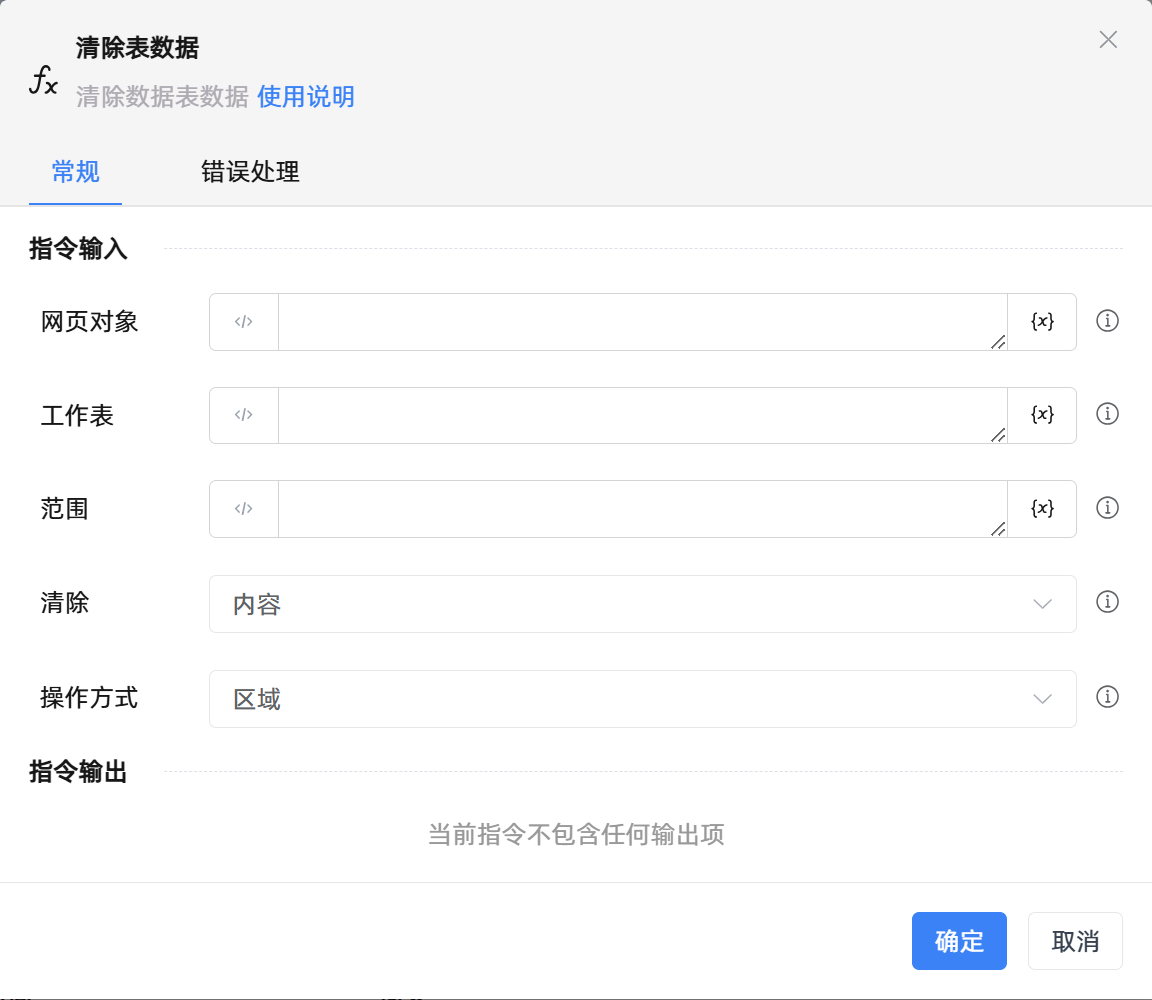 fx
清除表数据
清除数据表数据 使用说明
常规 错误处理
指令输入
网页对象 </> {x}
工作表 </> {x}
范围 </> {x}
清除 内容
操作方式 区域
指令输出
当前指令不包含任何输出项
确定 取消